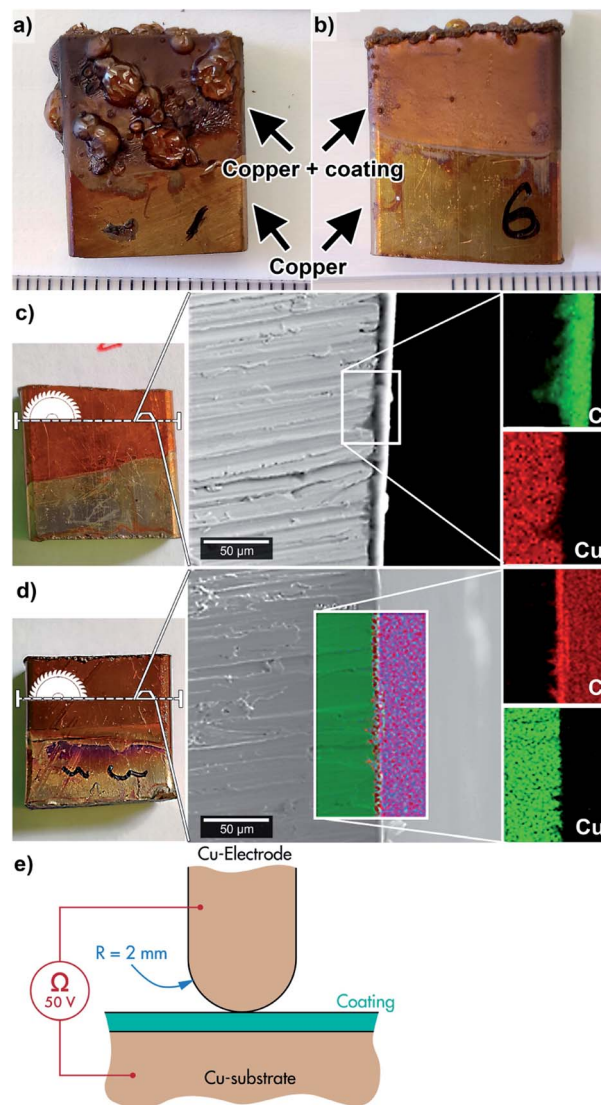 a)
b)
Copper + coating
Copper
6
c)
50 µm
C
Cu
d)
50 µm
C
Cu
e)
Cu-Electrode
R = 2 mm
Ω
50 V
Coating
Cu-substrate